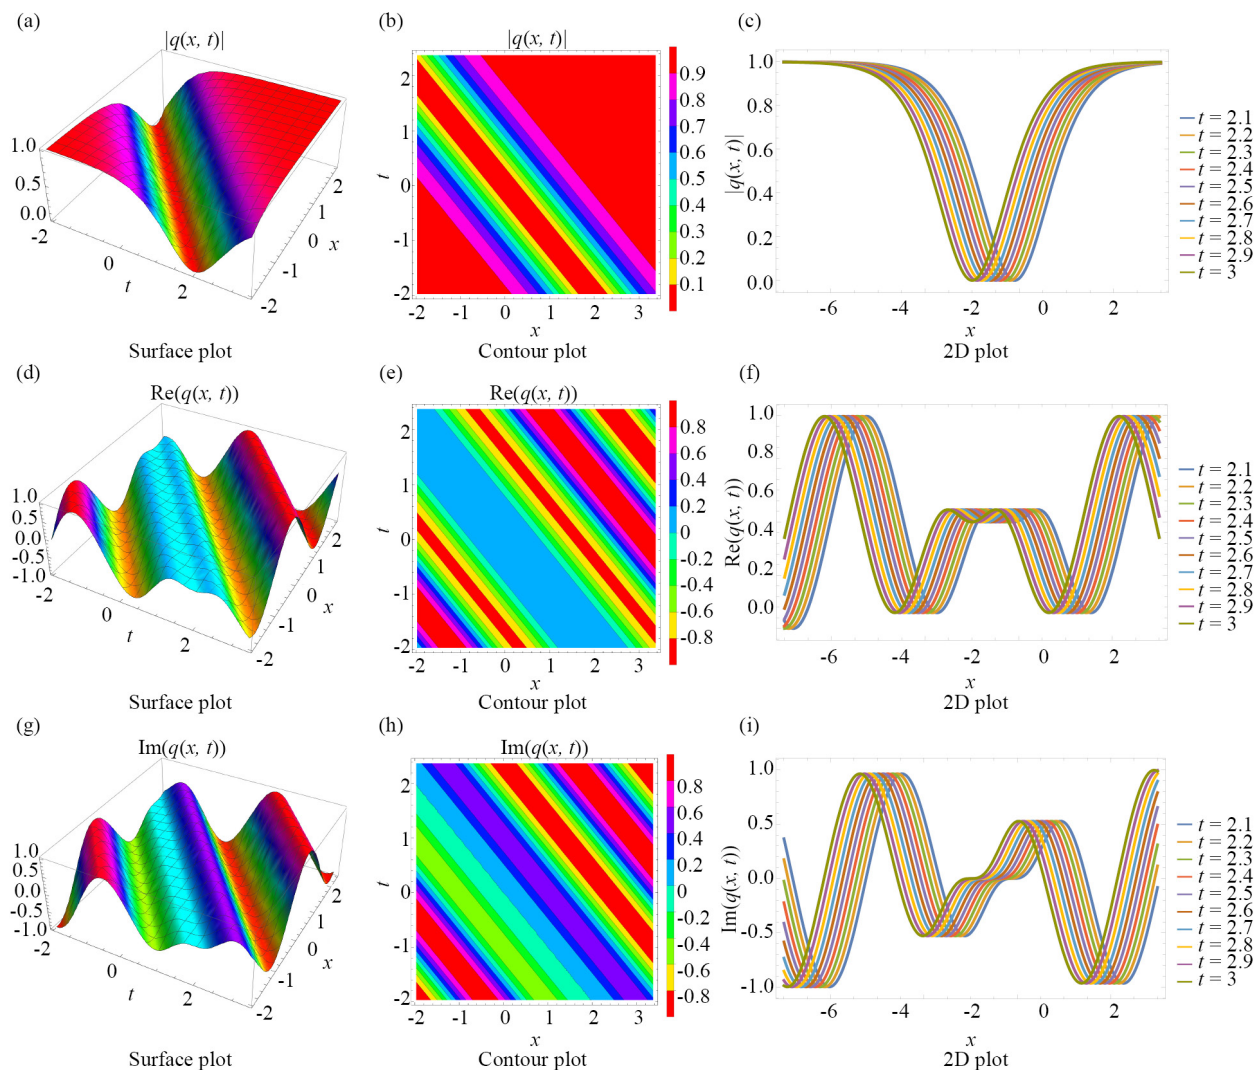 (a)
|q(x, t)|
1.0
0.5
0.0
-2
0
2
t
-2
-1
0
1
2
x
Surface plot
(b)
|q(x, t)|
2
1
0
-1
-2
t
-2 -1 0 1 2 3
x
0.9
0.8
0.7
0.6
0.5
0.4
0.3
0.2
0.1
Contour plot
(c)
1.0
0.8
0.6
0.4
0.2
0.0
|q(x, t)|
-6 -4 -2 0 2
x
t = 2.1
t = 2.2
t = 2.3
t = 2.4
t = 2.5
t = 2.6
t = 2.7
t = 2.8
t = 2.9
t = 3
2D plot
(d)
Re(q(x, t))
1.0
0.5
0.0
-0.5
-1.0
-2
0
2
t
-2
-1
0
1
2
x
Surface plot
(e)
Re(q(x, t))
2
1
0
-1
-2
t
-2 -1 0 1 2 3
x
0.8
0.6
0.4
0.2
0
-0.2
-0.4
-0.6
-0.8
Contour plot
(f)
1.0
0.8
0.6
0.4
0.2
0.0
Re(q(x, t))
-6 -4 -2 0 2
x
t = 2.1
t = 2.2
t = 2.3
t = 2.4
t = 2.5
t = 2.6
t = 2.7
t = 2.8
t = 2.9
t = 3
2D plot
(g)
Im(q(x, t))
1.0
0.5
0.0
-0.5
-1.0
-2
0
2
t
-2
-1
0
1
2
x
Surface plot
(h)
Im(q(x, t))
2
1
0
-1
-2
t
-2 -1 0 1 2 3
x
0.8
0.6
0.4
0.2
0
-0.2
-0.4
-0.6
-0.8
Contour plot
(i)
1.0
0.5
0.0
-0.5
-1.0
Im(q(x, t))
-6 -4 -2 0 2
x
t = 2.1
t = 2.2
t = 2.3
t = 2.4
t = 2.5
t = 2.6
t = 2.7
t = 2.8
t = 2.9
t = 3
2D plot